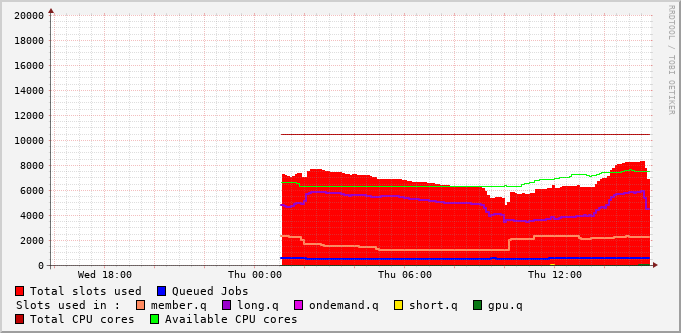 20000
18000
16000
14000
12000
10000
8000
6000
4000
2000
0
Wed 18:00 Thu 00:00 Thu 06:00 Thu 12:00
Total slots used Queued Jobs
Slots used in : member.q long.q ondemand.q short.q gpu.q
Total CPU cores Available CPU cores
RRDTOOL / TOBI OETIKER